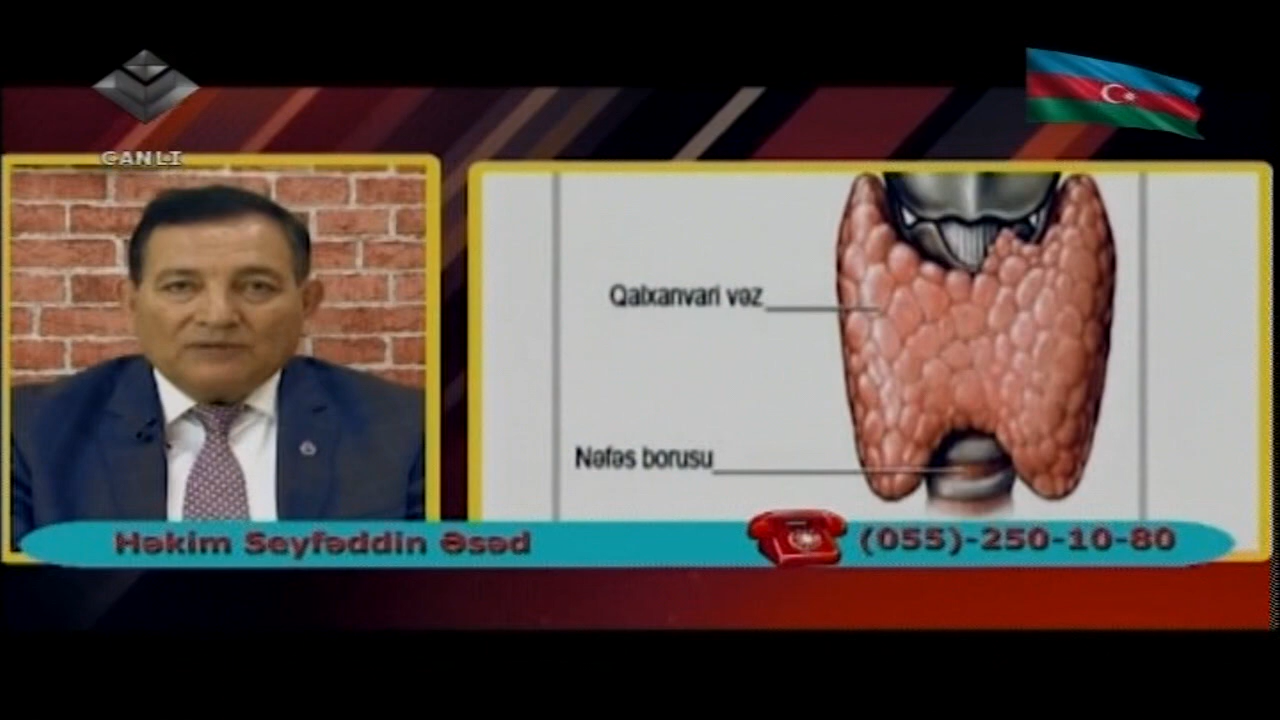 CANLI
Qalxanvari vəz
Nəfəs borusu
Həkim Seyfəddin Əsəd
(055)-250-10-80